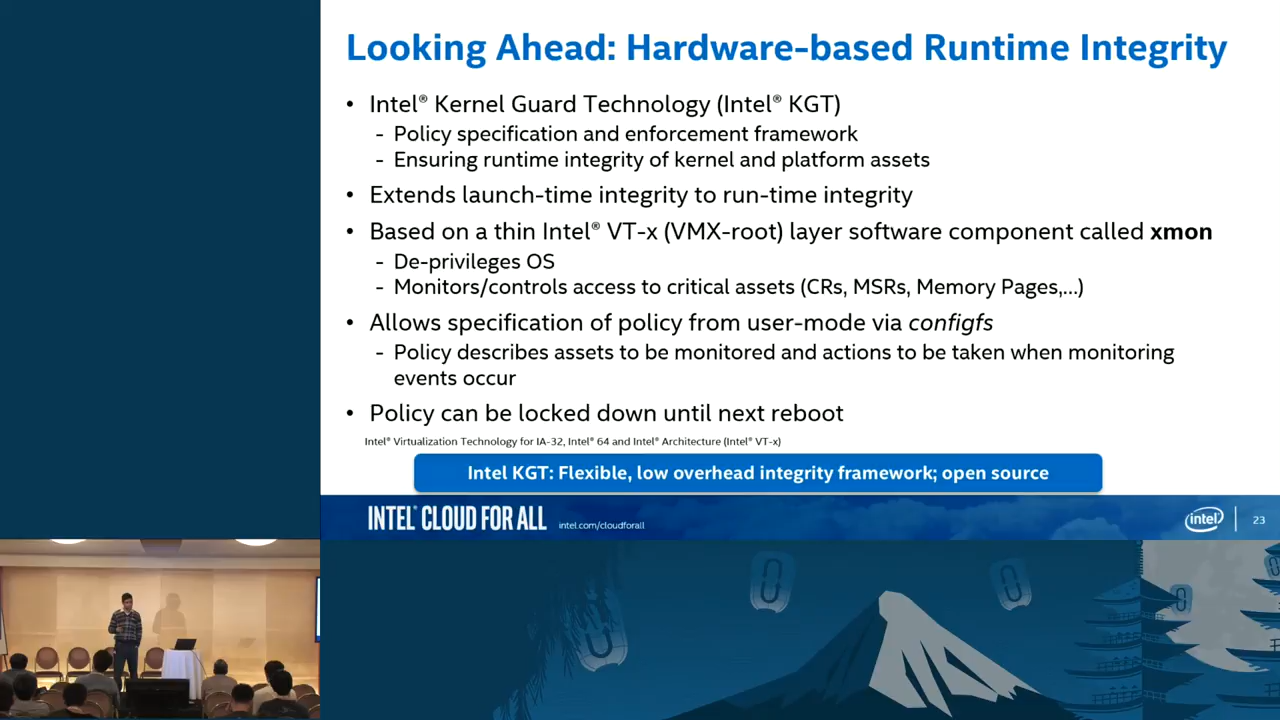 Looking Ahead: Hardware-based Runtime Integrity
• Intel® Kernel Guard Technology (Intel® KGT)
- Policy specification and enforcement framework
- Ensuring runtime integrity of kernel and platform assets
• Extends launch-time integrity to run-time integrity
• Based on a thin Intel® VT-x (VMX-root) layer software component called xmon
- De-privileges OS
- Monitors/controls access to critical assets (CRs, MSRs, Memory Pages,...)
• Allows specification of policy from user-mode via configfs
- Policy describes assets to be monitored and actions to be taken when monitoring
events occur
• Policy can be locked down until next reboot
Intel® Virtualization Technology for IA-32, Intel® 64 and Intel® Architecture (Intel® VT-x)
Intel KGT: Flexible, low overhead integrity framework; open source
INTEL® CLOUD FOR ALL
intel.com/cloudforall
intel
23